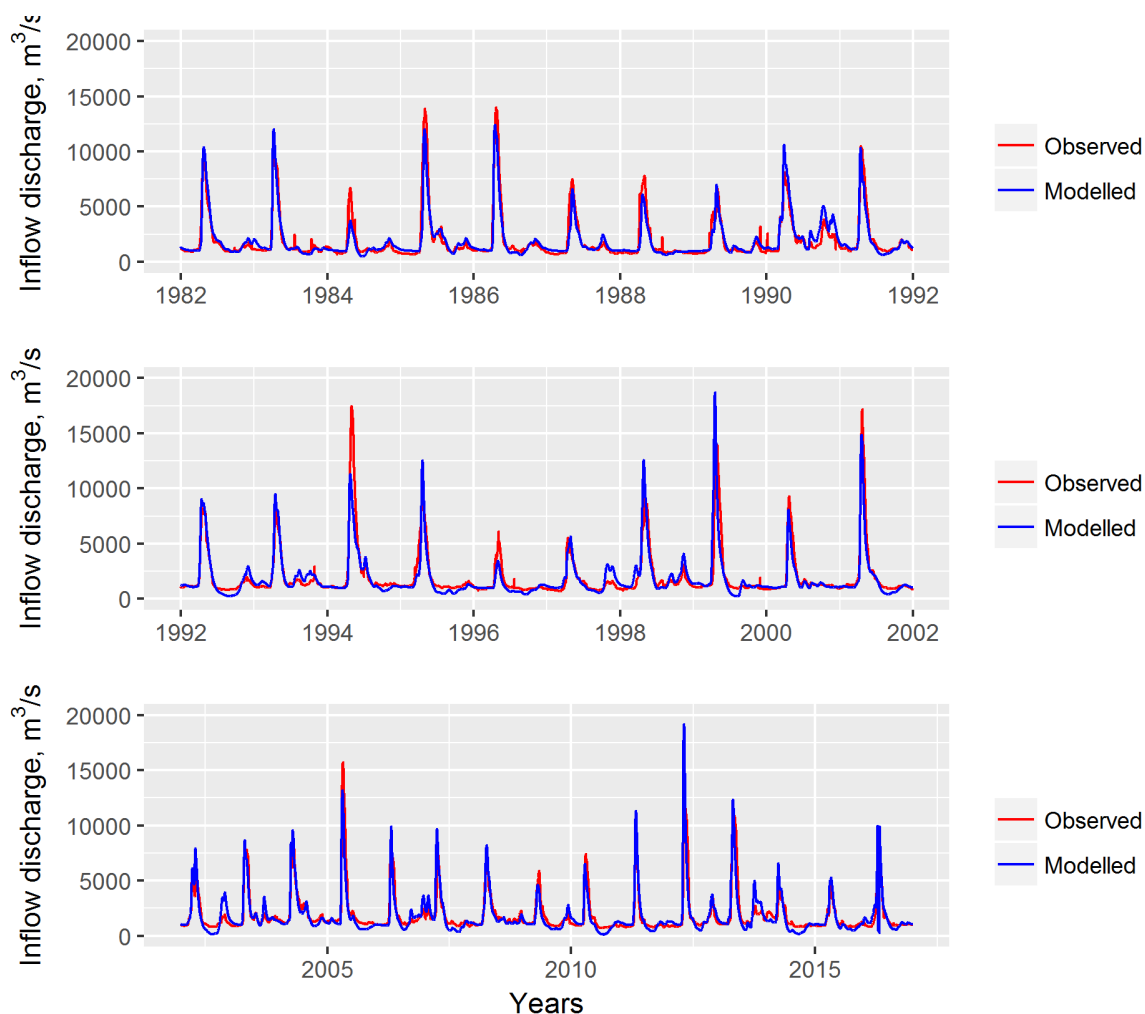 Inflow discharge, m³/s
20000
15000
10000
5000
0
1982 1984 1986 1988 1990 1992
Observed
Modelled
Inflow discharge, m³/s
20000
15000
10000
5000
0
1992 1994 1996 1998 2000 2002
Observed
Modelled
Inflow discharge, m³/s
20000
15000
10000
5000
0
2005 2010 2015
Years
Observed
Modelled